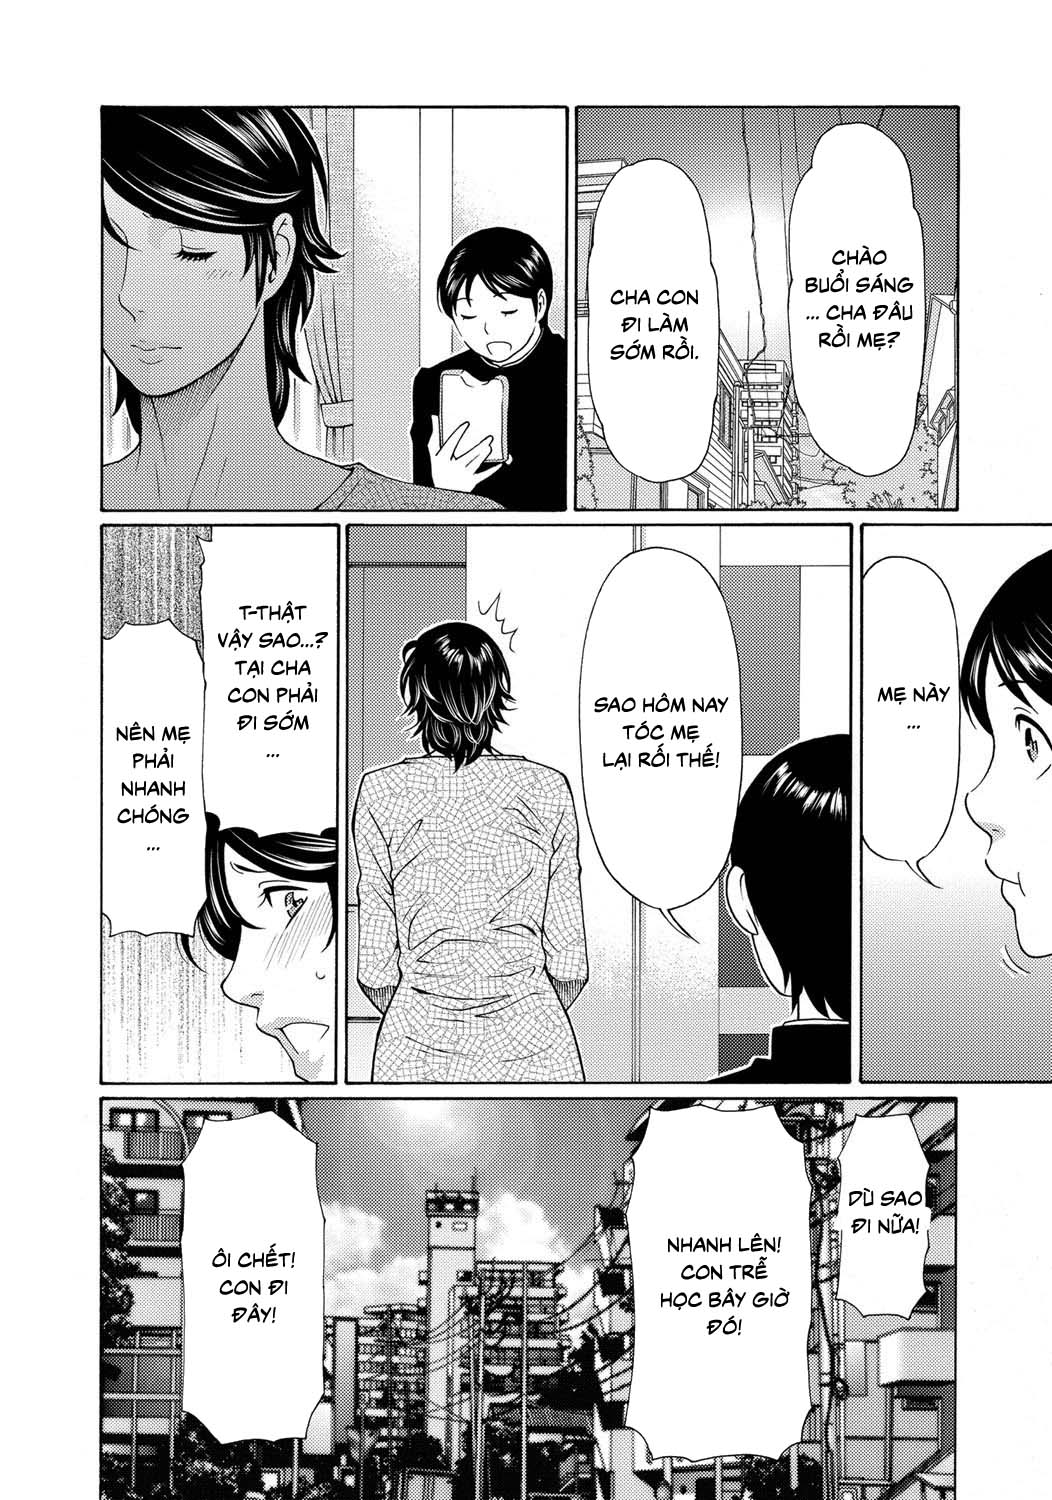 CHÀO
BUỔI SÁNG
... CHA ĐÂU
RỒI MẸ?
CHA CON
ĐI LÀM
SỚM RỒI.
MẸ NÀY
...
SAO HÔM NAY
TÓC MẸ
LẠI RỐI THẾ!
T-THẬT
VẬY SAO...?
TẠI CHA
CON PHẢI
ĐI SỚM
...
NÊN MẸ
PHẢI
NHANH
CHÓNG
...
DÙ SAO
ĐI NỮA!
NHANH LÊN!
CON TRỄ
HỌC BÂY GIỜ
ĐÓ!
ÔI CHẾT!
CON ĐI
ĐÂY!